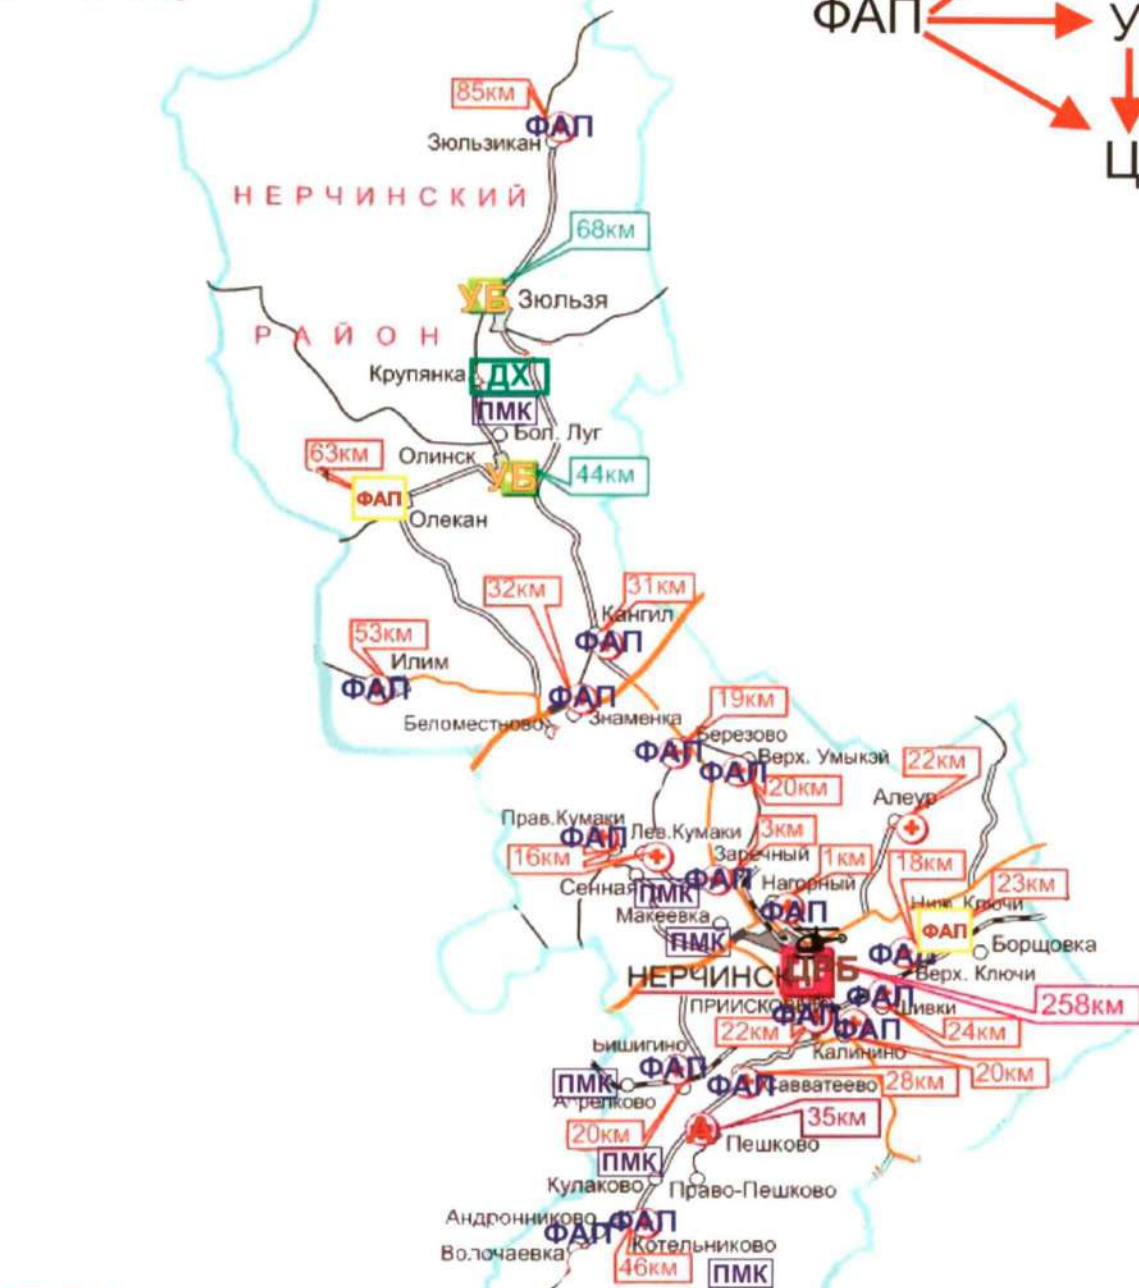 ФАП
85км
ФАП
Зюльзикан
НЕРЧИНСКИЙ
68км
УБ Зюльзя
РАЙОН
Крупянка ДХ
ПМК
Бол. Луг
63км
Олинск
УБ 44км
ФАП
Олекан
32км 31км
Кангил
ФАП
53км
Илим
ФАП
ФАП
Знаменка
Беломестново
19км
Березово
ФАП Верх. Умыкэй
ФАП
20км
22км
Алеур
Прав.Кумаки
ФАП Лев.Кумаки
3км
16км
Заречный 1км 18км
23км
Сенная ПМК ФАП
Нагорный
Ниж. Ключи
Макеевка
ФАП
ФАП
ПМК
Борщовка
ФАП
Верх. Ключи
НЕРЧИНСК ЦРБ
258км
ФАП
Шивки
ФАП
ФАП
22км
24км
Калинино
Бишигино
20км
ФАП
ПМК
ФАП Савватеево 28км
Апрелково
35км
20км
Пешково
ПМК
Кулаково
Право-Пешково
Андронниково
ФАП
ФАП
Котельниково
Волочаевка
46км
ПМК